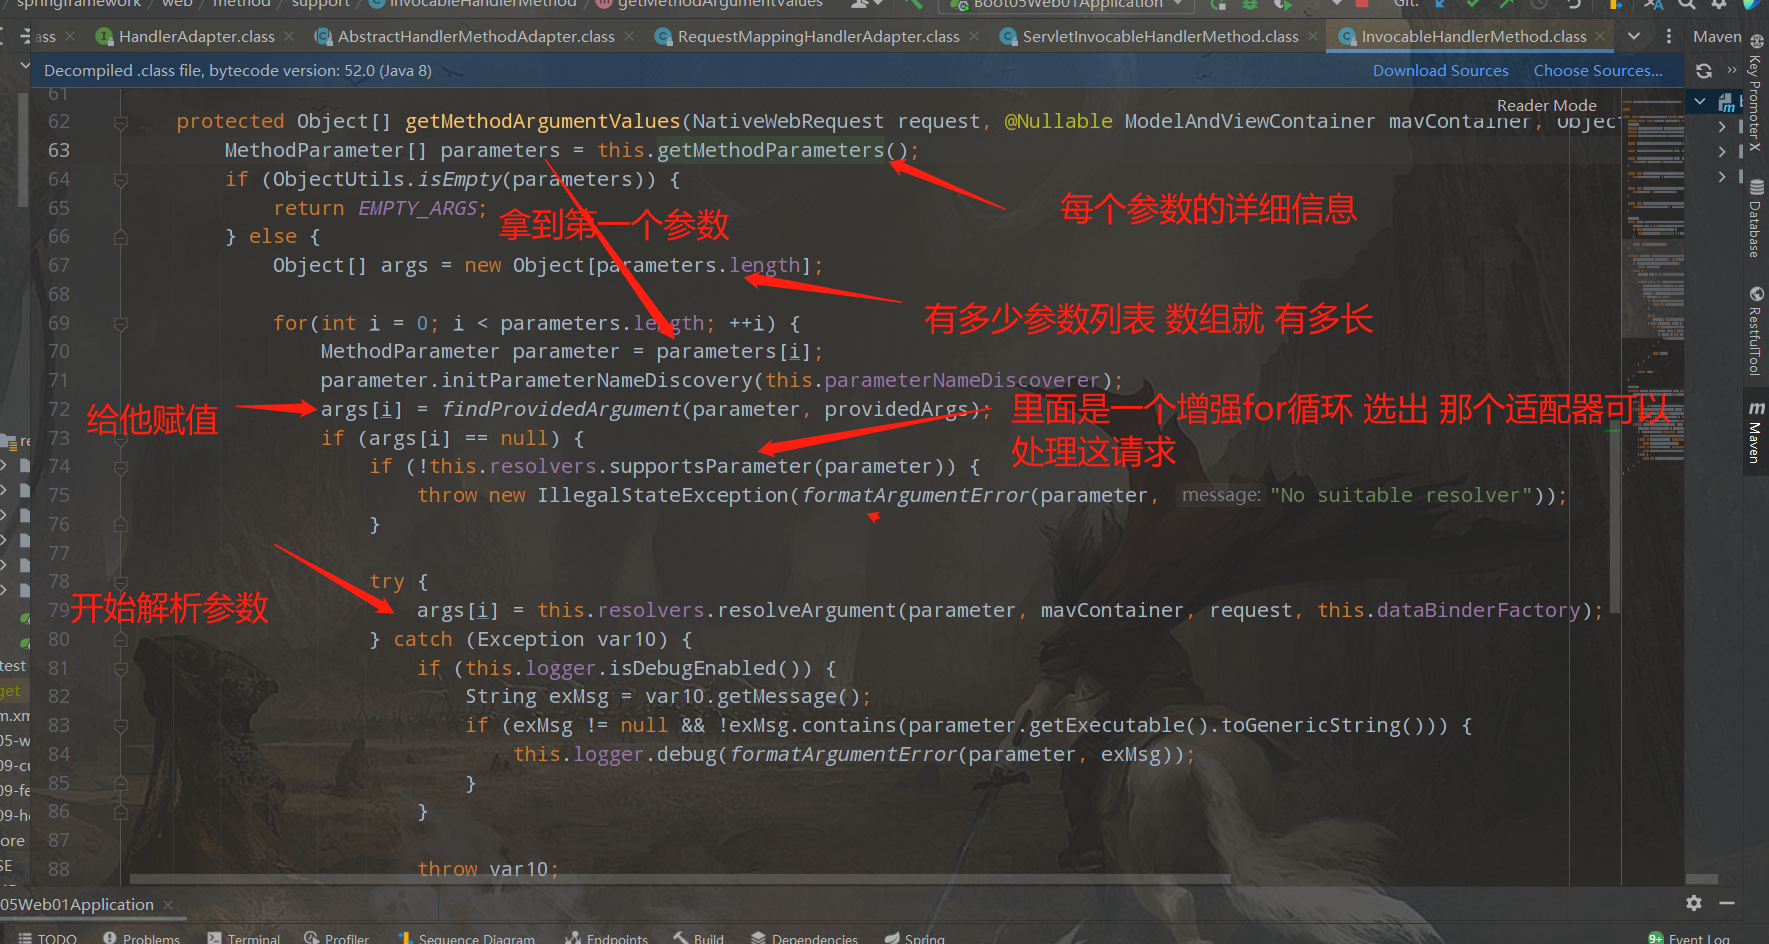 springframework / web / method / support / InvocableHandlerMethod / getMethodArgumentValues
Boot05Web01Application
Git:
ass HandlerAdapter.class AbstractHandlerMethodAdapter.class RequestMappingHandlerAdapter.class ServletInvocableHandlerMethod.class InvocableHandlerMethod.class Maven
Decompiled .class file, bytecode version: 52.0 (Java 8) Download Sources Choose Sources...
Reader Mode
61
62 protected Object[] getMethodArgumentValues(NativeWebRequest request, @Nullable ModelAndViewContainer mavContainer, Object
63 MethodParameter[] parameters = this.getMethodParameters();
64 if (ObjectUtils.isEmpty(parameters)) {
每个参数的详细信息
65 return EMPTY_ARGS;
拿到第一个参数
66 } else {
67 Object[] args = new Object[parameters.length];
68
有多少参数列表 数组就 有多长
69 for(int i = 0; i < parameters.length; ++i) {
70 MethodParameter parameter = parameters[i];
71 parameter.initParameterNameDiscovery(this.parameterNameDiscoverer);
72 args[i] = findProvidedArgument(parameter, providedArgs);
给他赋值
里面是一个增强for循环 选出 那个适配器可以
处理这请求
73 if (args[i] == null) {
74 if (!this.resolvers.supportsParameter(parameter)) {
75 throw new IllegalStateException(formatArgumentError(parameter, message: "No suitable resolver"));
76 }
77
78 try {
开始解析参数
79 args[i] = this.resolvers.resolveArgument(parameter, mavContainer, request, this.dataBinderFactory);
80 } catch (Exception var10) {
81 if (this.logger.isDebugEnabled()) {
82 String exMsg = var10.getMessage();
83 if (exMsg != null && !exMsg.contains(parameter.getExecutable().toGenericString())) {
84 this.logger.debug(formatArgumentError(parameter, exMsg));
85 }
86 }
87
88 throw var10;
re
test
get
m.xm
05-w
09-cu
09-fe
09-he
ore
SE
Key Promoter X
Database
RestfulTool
Maven
05Web01Application
TODO Problems Terminal Profiler Sequence Diagram Endpoints Build Dependencies Spring 9+ Event Log